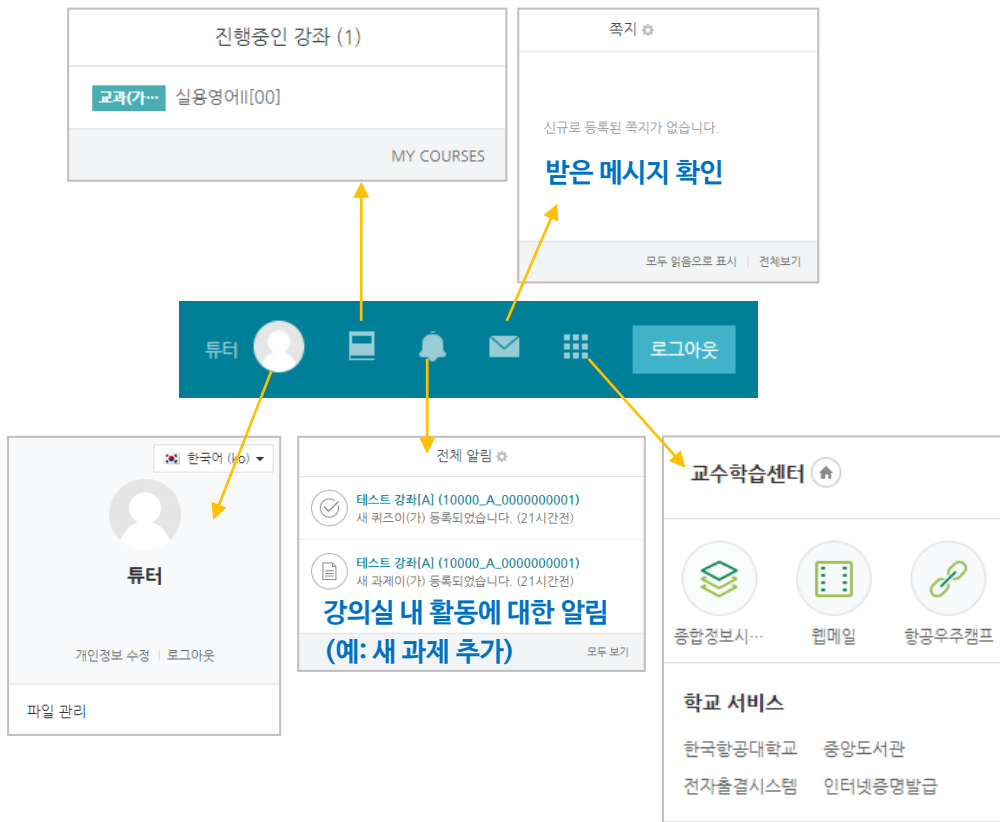 진행중인 강좌 (1)
교과(가… 실용영어II[00]
MY COURSES
쪽지
신규로 등록된 쪽지가 없습니다.
받은 메시지 확인
모두 읽음으로 표시 | 전체보기
튜터
로그아웃
한국어 (ko)
튜터
개인정보 수정 | 로그아웃
파일 관리
전체 알림
테스트 강좌[A] (10000_A_0000000001)
새 퀴즈이(가) 등록되었습니다. (21시간전)
테스트 강좌[A] (10000_A_0000000001)
새 과제이(가) 등록되었습니다. (21시간전)
강의실 내 활동에 대한 알림
(예: 새 과제 추가)
모두 보기
교수학습센터
종합정보시… 웹메일 항공우주캠프
학교 서비스
한국항공대학교 중앙도서관
전자출결시스템 인터넷증명발급